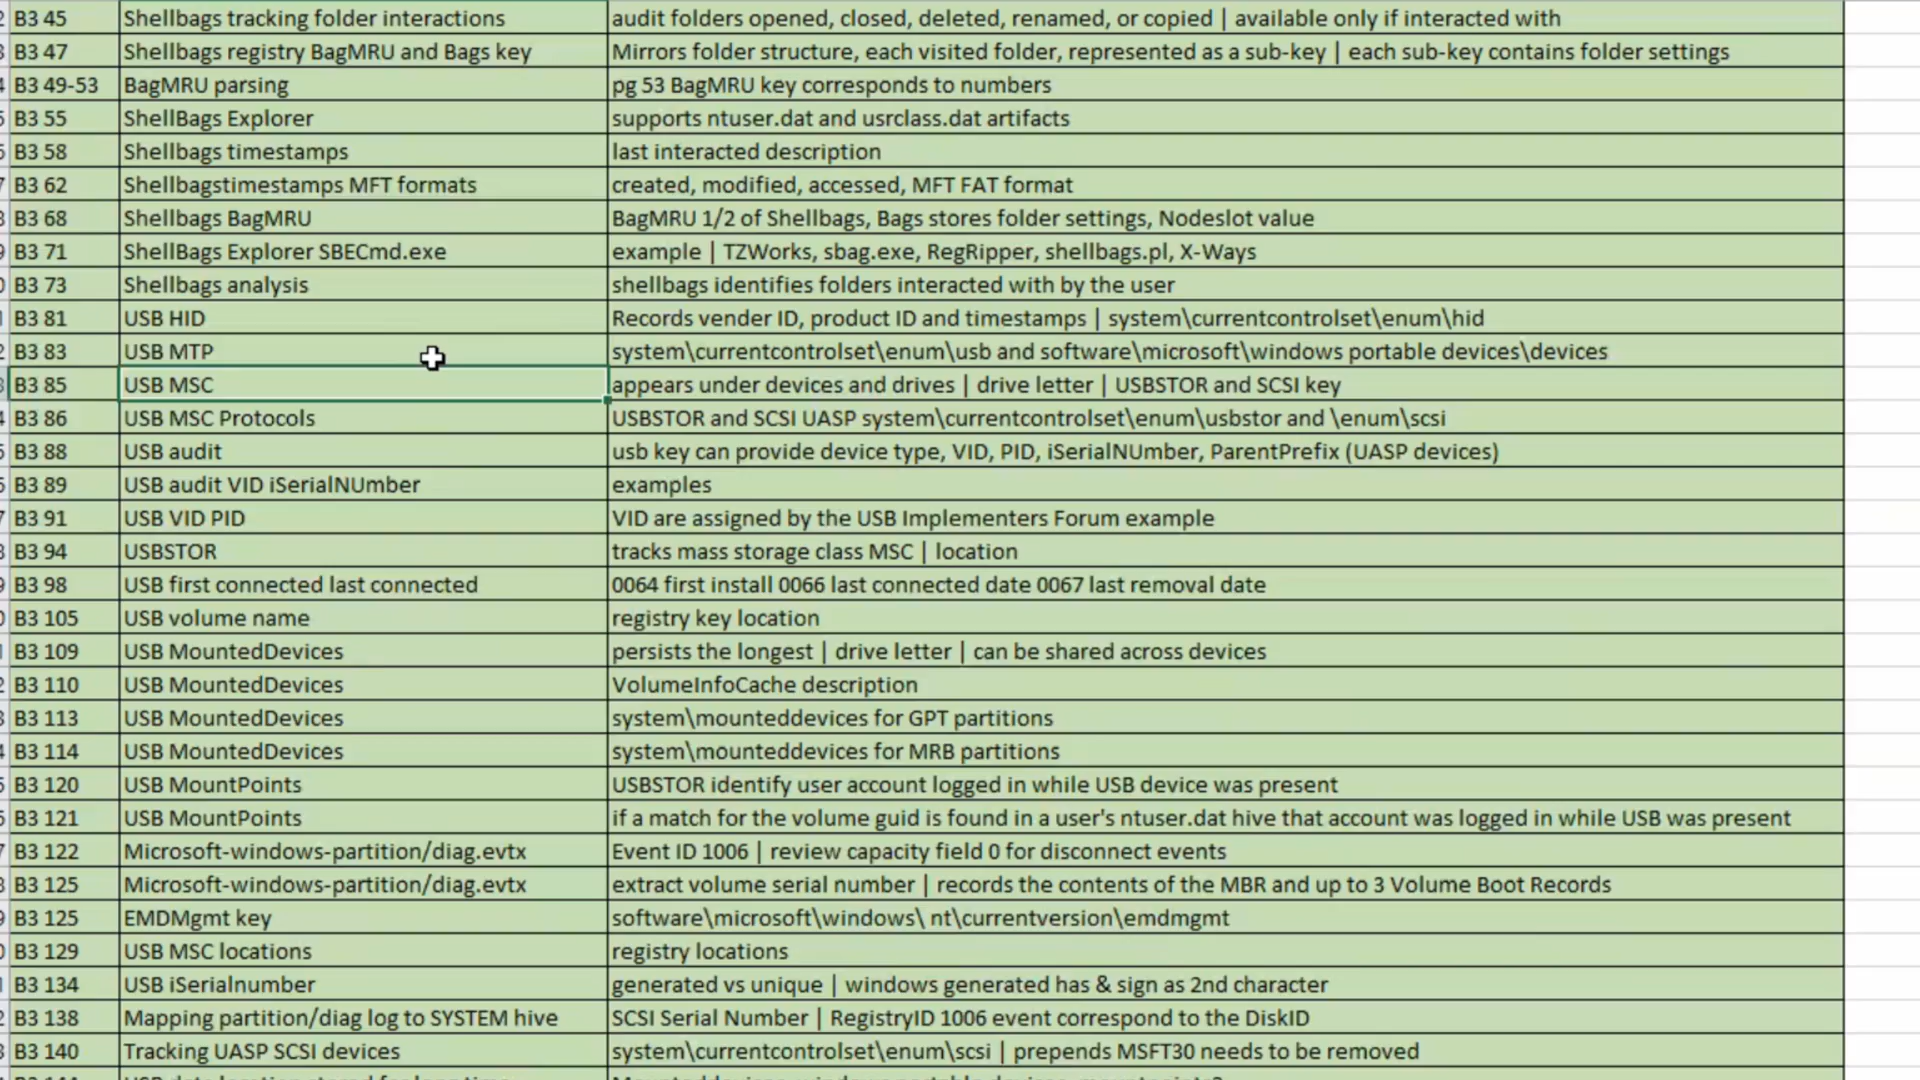 B3 45 Shellbags tracking folder interactions audit folders opened, closed, deleted, renamed, or copied | available only if interacted with
B3 47 Shellbags registry BagMRU and Bags key Mirrors folder structure, each visited folder, represented as a sub-key | each sub-key contains folder settings
B3 49-53 BagMRU parsing pg 53 BagMRU key corresponds to numbers
B3 55 ShellBags Explorer supports ntuser.dat and usrclass.dat artifacts
B3 58 Shellbags timestamps last interacted description
B3 62 Shellbagstimestamps MFT formats created, modified, accessed, MFT FAT format
B3 68 Shellbags BagMRU BagMRU 1/2 of Shellbags, Bags stores folder settings, Nodeslot value
B3 71 ShellBags Explorer SBECmd.exe example | TZWorks, sbag.exe, RegRipper, shellbags.pl, X-Ways
B3 73 Shellbags analysis shellbags identifies folders interacted with by the user
B3 81 USB HID Records vender ID, product ID and timestamps | system\currentcontrolset\enum\hid
B3 83 USB MTP system\currentcontrolset\enum\usb and software\microsoft\windows portable devices\devices
B3 85 USB MSC appears under devices and drives | drive letter | USBSTOR and SCSI key
B3 86 USB MSC Protocols USBSTOR and SCSI UASP system\currentcontrolset\enum\usbstor and \enum\scsi
B3 88 USB audit usb key can provide device type, VID, PID, iSerialNUmber, ParentPrefix (UASP devices)
B3 89 USB audit VID iSerialNUmber examples
B3 91 USB VID PID VID are assigned by the USB Implementers Forum example
B3 94 USBSTOR tracks mass storage class MSC | location
B3 98 USB first connected last connected 0064 first install 0066 last connected date 0067 last removal date
B3 105 USB volume name registry key location
B3 109 USB MountedDevices persists the longest | drive letter | can be shared across devices
B3 110 USB MountedDevices VolumeInfoCache description
B3 113 USB MountedDevices system\mounteddevices for GPT partitions
B3 114 USB MountedDevices system\mounteddevices for MRB partitions
B3 120 USB MountPoints USBSTOR identify user account logged in while USB device was present
B3 121 USB MountPoints if a match for the volume guid is found in a user's ntuser.dat hive that account was logged in while USB was present
B3 122 Microsoft-windows-partition/diag.evtx Event ID 1006 | review capacity field 0 for disconnect events
B3 125 Microsoft-windows-partition/diag.evtx extract volume serial number | records the contents of the MBR and up to 3 Volume Boot Records
B3 125 EMDMgmt key software\microsoft\windows\ nt\currentversion\emdmgmt
B3 129 USB MSC locations registry locations
B3 134 USB iSerialnumber generated vs unique | windows generated has & sign as 2nd character
B3 138 Mapping partition/diag log to SYSTEM hive SCSI Serial Number | RegistryID 1006 event correspond to the DiskID
B3 140 Tracking UASP SCSI devices system\currentcontrolset\enum\scsi | prepends MSFT30 needs to be removed